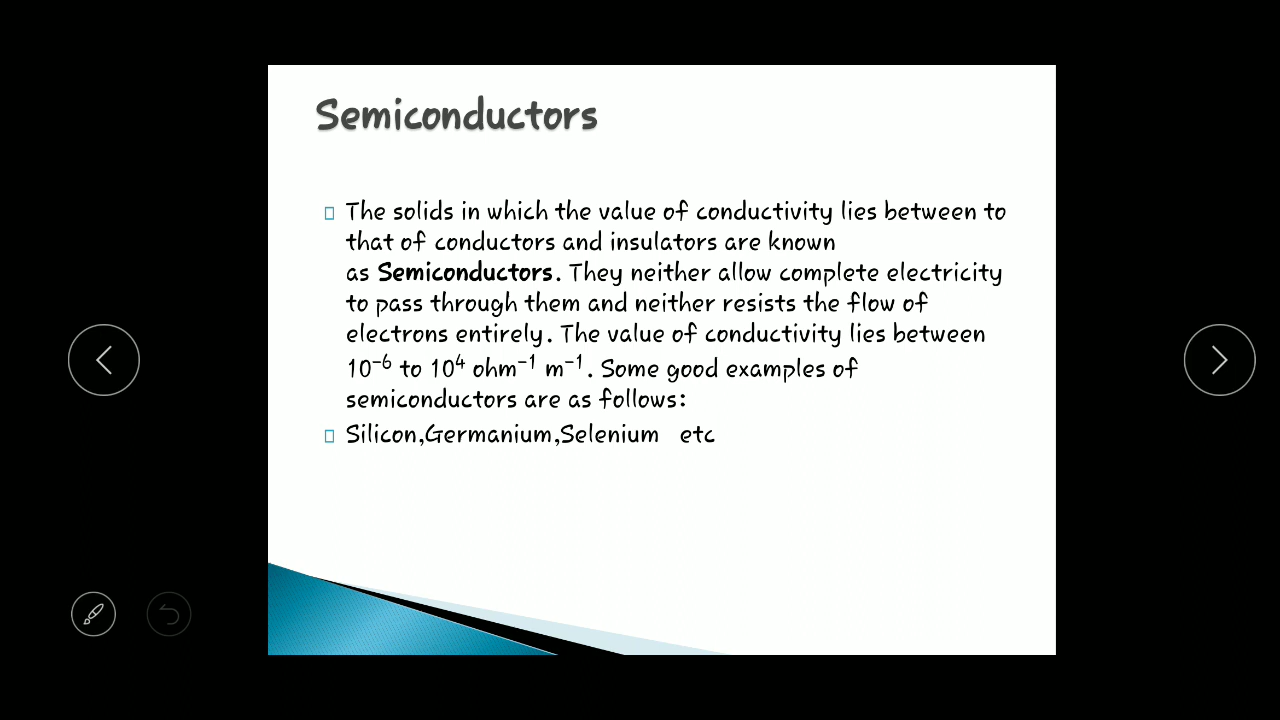 Semiconductors
The solids in which the value of conductivity lies between to
that of conductors and insulators are known
as Semiconductors. They neither allow complete electricity
to pass through them and neither resists the flow of
electrons entirely. The value of conductivity lies between
10⁻⁶ to 10⁴ ohm⁻¹ m⁻¹. Some good examples of
semiconductors are as follows:
Silicon,Germanium,Selenium etc